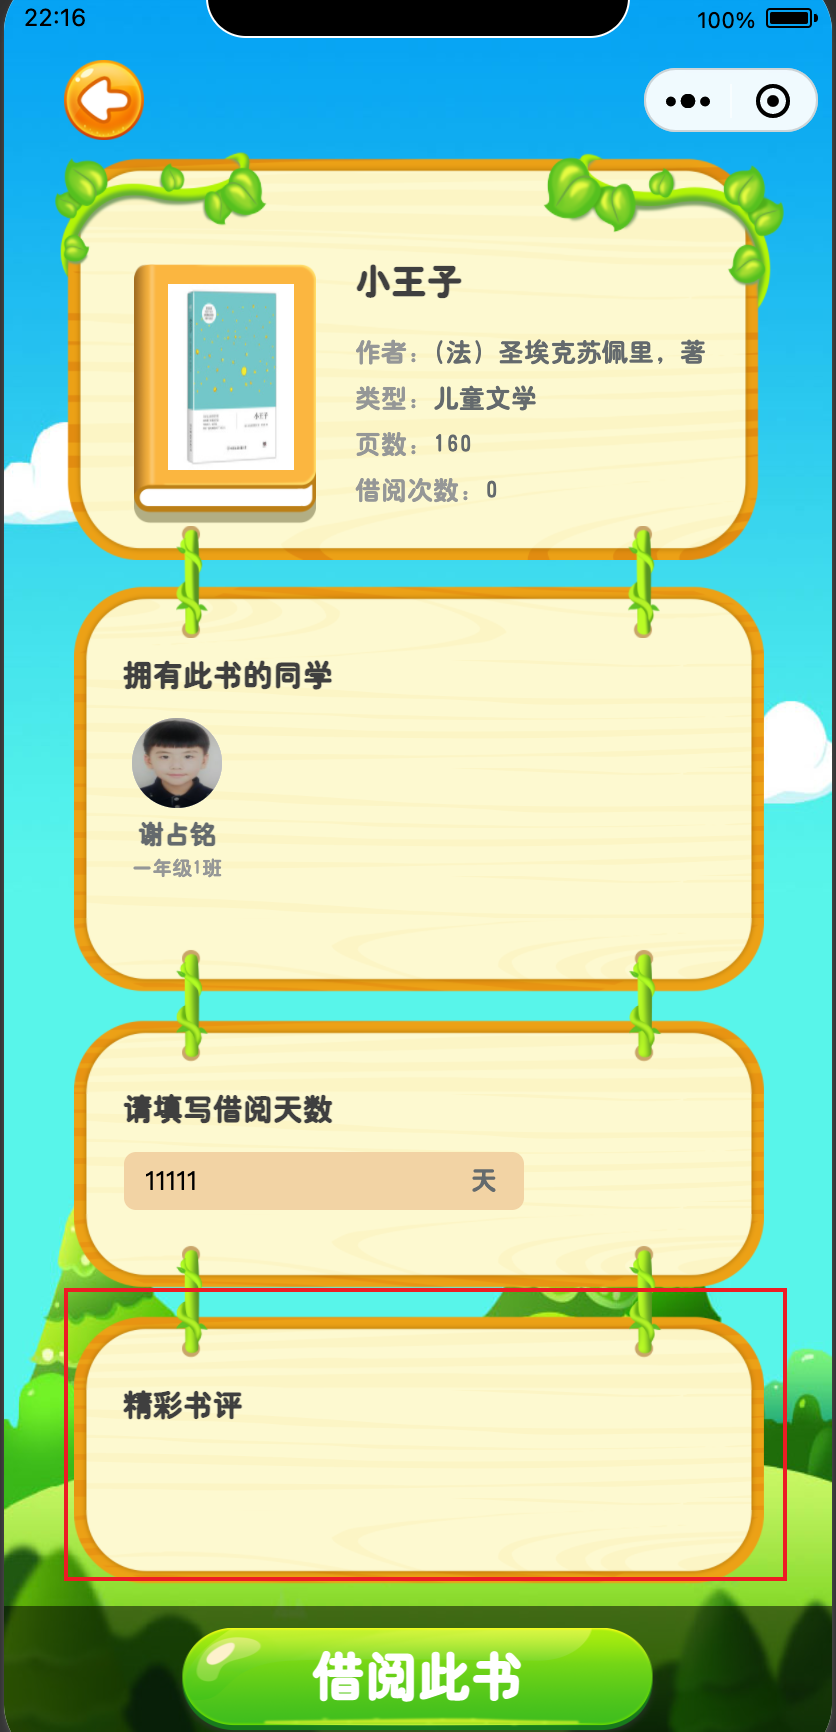 22:16
100%
小王子
作者：（法）圣埃克苏佩里，著
类型：儿童文学
页数：160
借阅次数：0
小王子
拥有此书的同学
谢占铭
一年级1班
请填写借阅天数
11111 天
精彩书评
借阅此书